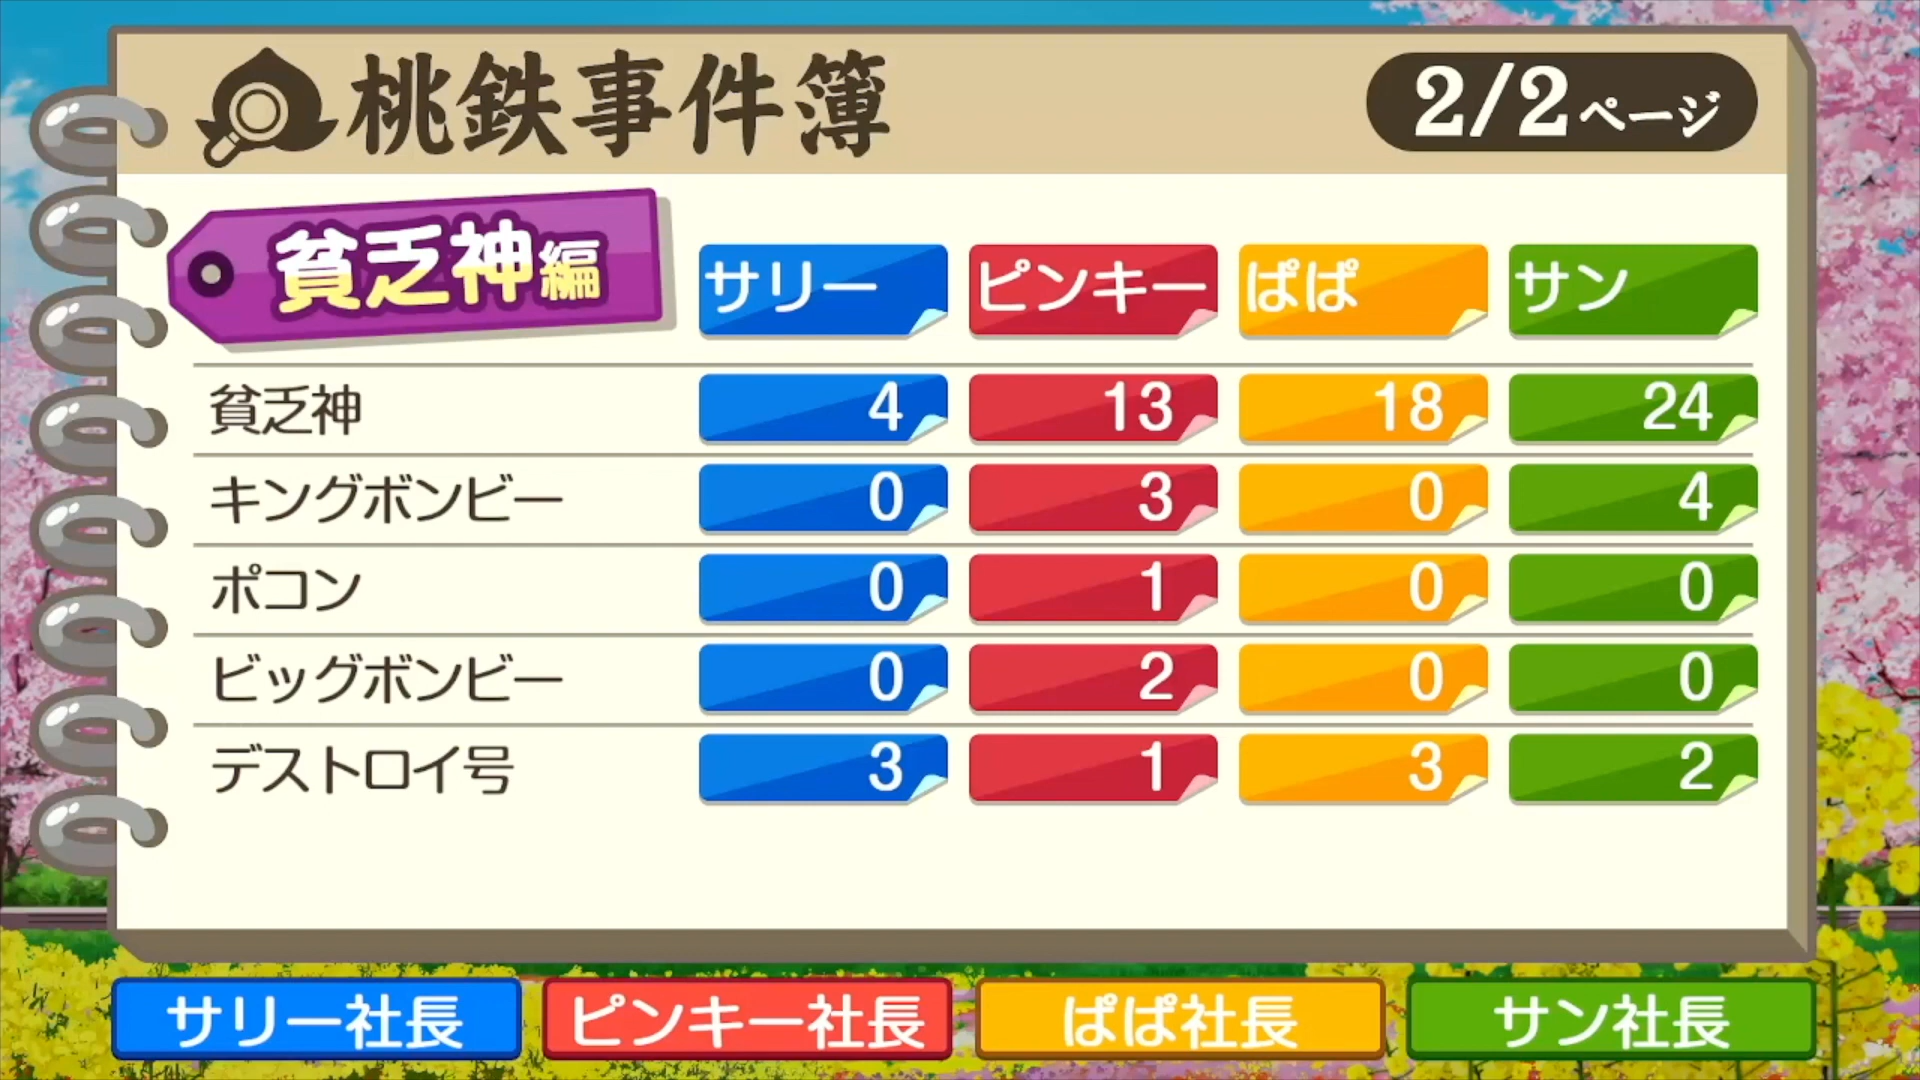 桃鉄事件簿 2/2ページ
貧乏神編 サリー ピンキー ぱぱ サン
貧乏神 4 13 18 24
キングボンビー 0 3 0 4
ポコン 0 1 0 0
ビッグボンビー 0 2 0 0
デストロイ号 3 1 3 2
サリー社長 ピンキー社長 ぱぱ社長 サン社長